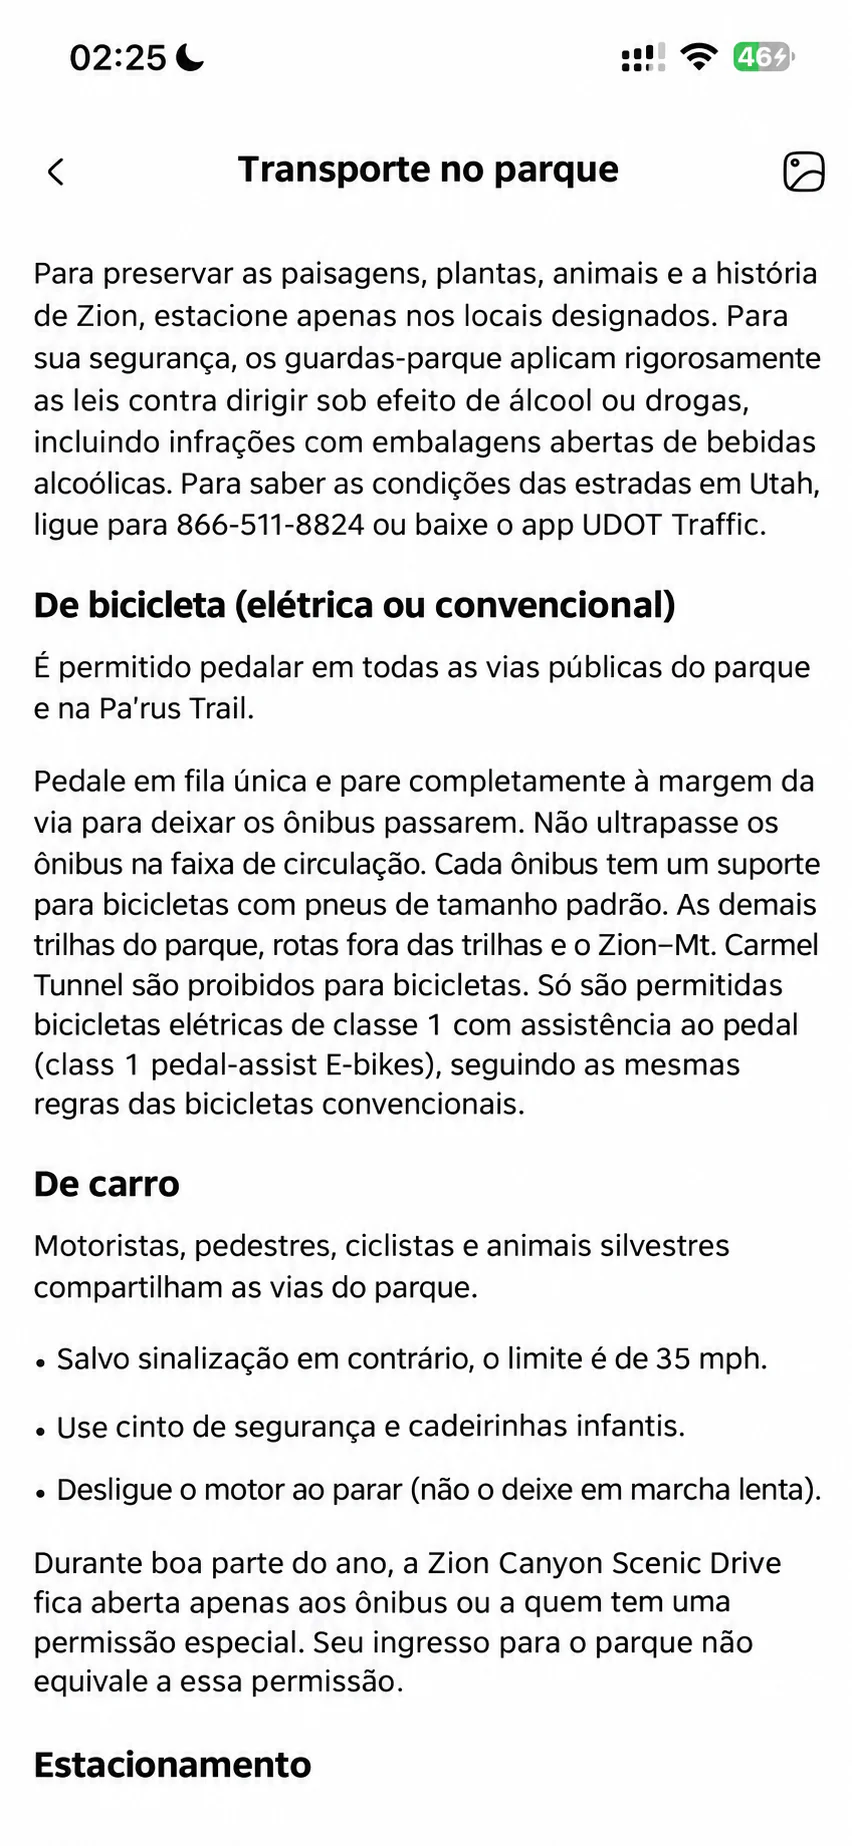 02:25
46
Transporte no parque
Para preservar as paisagens, plantas, animais e a história
de Zion, estacione apenas nos locais designados. Para
sua segurança, os guardas-parque aplicam rigorosamente
as leis contra dirigir sob efeito de álcool ou drogas,
incluindo infrações com embalagens abertas de bebidas
alcoólicas. Para saber as condições das estradas em Utah,
ligue para 866-511-8824 ou baixe o app UDOT Traffic.
De bicicleta (elétrica ou convencional)
É permitido pedalar em todas as vias públicas do parque
e na Pa'rus Trail.
Pedale em fila única e pare completamente à margem da
via para deixar os ônibus passarem. Não ultrapasse os
ônibus na faixa de circulação. Cada ônibus tem um suporte
para bicicletas com pneus de tamanho padrão. As demais
trilhas do parque, rotas fora das trilhas e o Zion–Mt. Carmel
Tunnel são proibidos para bicicletas. Só são permitidas
bicicletas elétricas de classe 1 com assistência ao pedal
(class 1 pedal-assist E-bikes), seguindo as mesmas
regras das bicicletas convencionais.
De carro
Motoristas, pedestres, ciclistas e animais silvestres
compartilham as vias do parque.
• Salvo sinalização em contrário, o limite é de 35 mph.
• Use cinto de segurança e cadeirinhas infantis.
• Desligue o motor ao parar (não o deixe em marcha lenta).
Durante boa parte do ano, a Zion Canyon Scenic Drive
fica aberta apenas aos ônibus ou a quem tem uma
permissão especial. Seu ingresso para o parque não
equivale a essa permissão.
Estacionamento